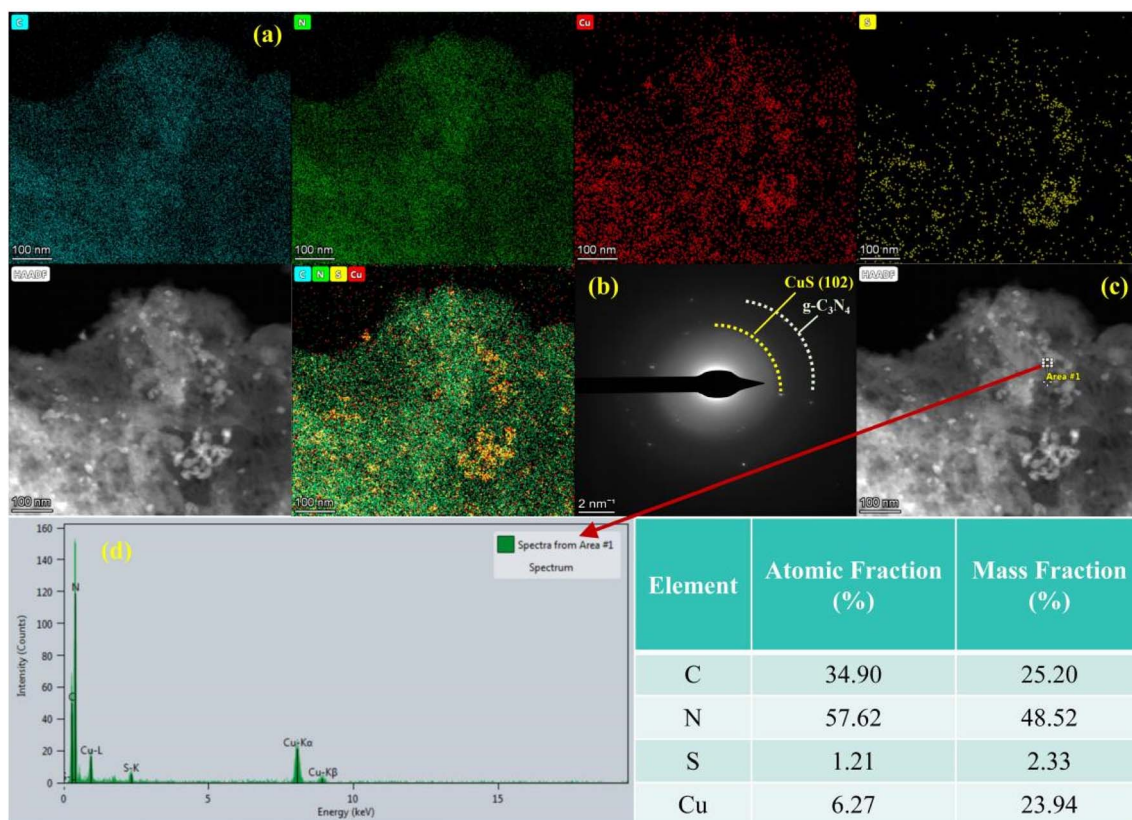 C
(a)
N
Cu
S
100 nm
100 nm
100 nm
100 nm
HAADF
100 nm
C N S Cu
100 nm
(b)
CuS (102)
g-C₃N₄
2 nm⁻¹
HAADF
(c)
Area #1
100 nm
(d)
Spectra from Area #1
Spectrum
Intensity (Counts)
160
140
120
100
80
60
40
20
0
N
C
Cu-L
S-K
Cu-Kα
Cu-Kβ
0
5
10
15
Energy (keV)
Element Atomic Fraction (%) Mass Fraction (%)
C 34.90 25.20
N 57.62 48.52
S 1.21 2.33
Cu 6.27 23.94